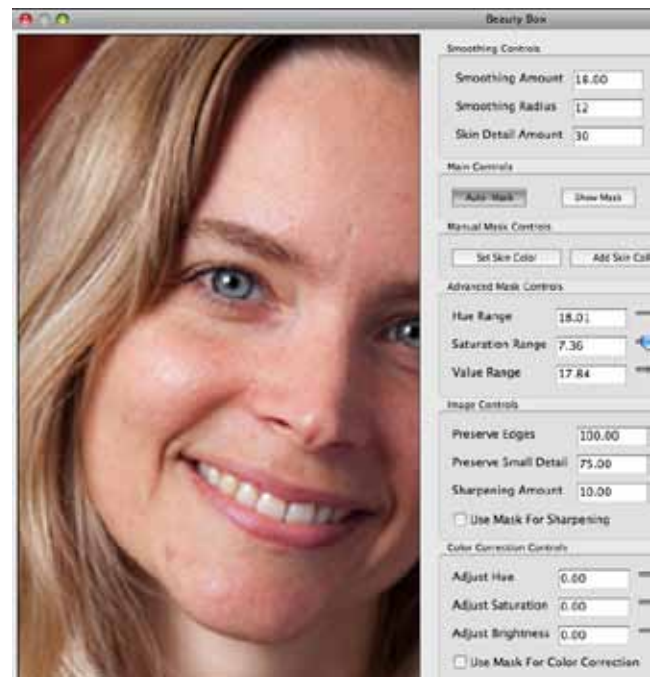 Beauty Box
Smoothing Controls
Smoothing Amount 18.00
Smoothing Radius 12
Skin Detail Amount 30
Main Controls
Auto Mask Show Mask
Manual Mask Controls
Set Skin Color Add Skin Coll
Advanced Mask Controls
Hue Range 18.01
Saturation Range 7.36
Value Range 17.84
Image Controls
Preserve Edges 100.00
Preserve Small Detail 75.00
Sharpening Amount 10.00
Use Mask For Sharpening
Color Correction Controls
Adjust Hue 0.00
Adjust Saturation 0.00
Adjust Brightness 0.00
Use Mask For Color Correction